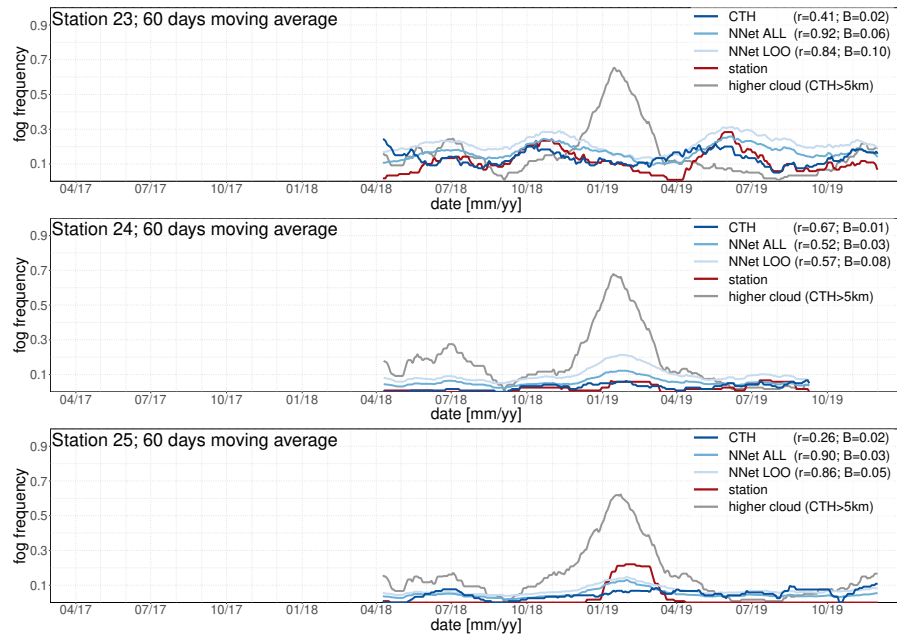 Station 23; 60 days moving average
CTH (r=0.41; B=0.02)
NNet ALL (r=0.92; B=0.06)
NNet LOO (r=0.84; B=0.10)
station
higher cloud (CTH>5km)
fog frequency
0.9
0.7
0.5
0.3
0.1
04/17 07/17 10/17 01/18 04/18 07/18 10/18 01/19 04/19 07/19 10/19
date [mm/yy]
Station 24; 60 days moving average
CTH (r=0.67; B=0.01)
NNet ALL (r=0.52; B=0.03)
NNet LOO (r=0.57; B=0.08)
station
higher cloud (CTH>5km)
fog frequency
0.9
0.7
0.5
0.3
0.1
04/17 07/17 10/17 01/18 04/18 07/18 10/18 01/19 04/19 07/19 10/19
date [mm/yy]
Station 25; 60 days moving average
CTH (r=0.26; B=0.02)
NNet ALL (r=0.90; B=0.03)
NNet LOO (r=0.86; B=0.05)
station
higher cloud (CTH>5km)
fog frequency
0.9
0.7
0.5
0.3
0.1
04/17 07/17 10/17 01/18 04/18 07/18 10/18 01/19 04/19 07/19 10/19
date [mm/yy]